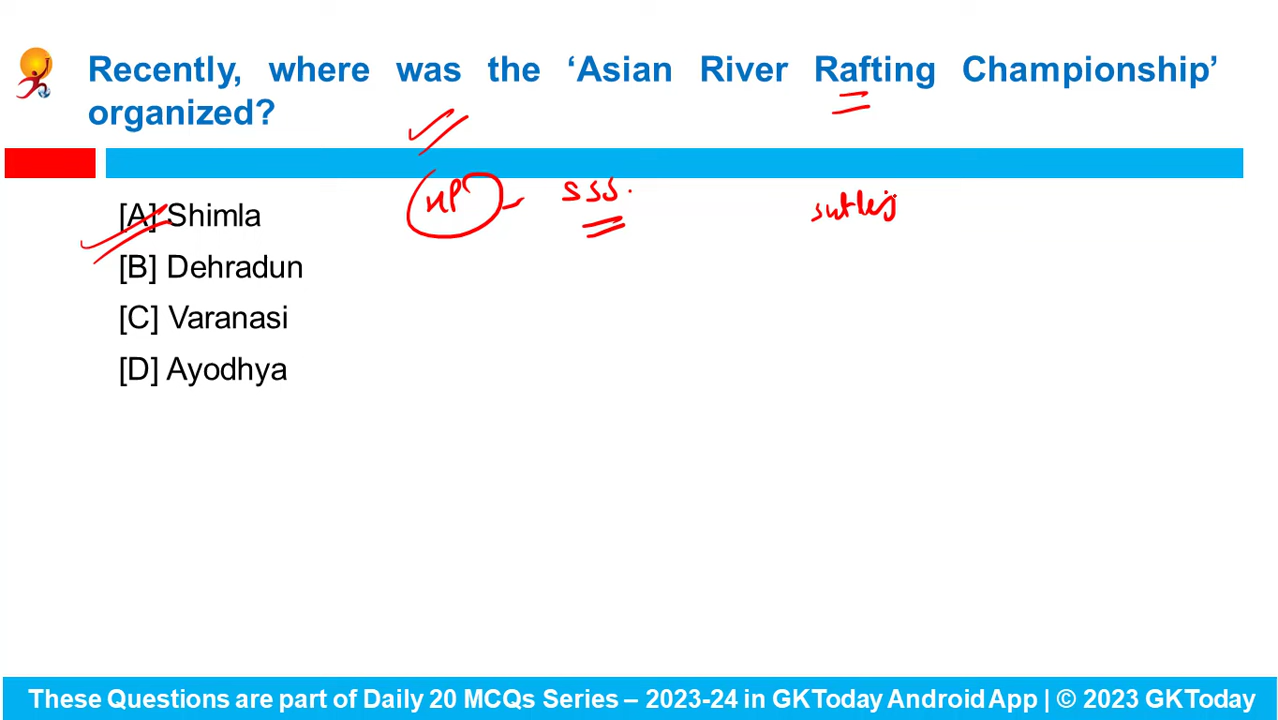 Recently, where was the ‘Asian River Rafting Championship’
organized?
HP - SSS.
sutlej
[A] Shimla
[B] Dehradun
[C] Varanasi
[D] Ayodhya
These Questions are part of Daily 20 MCQs Series – 2023-24 in GKToday Android App | © 2023 GKToday